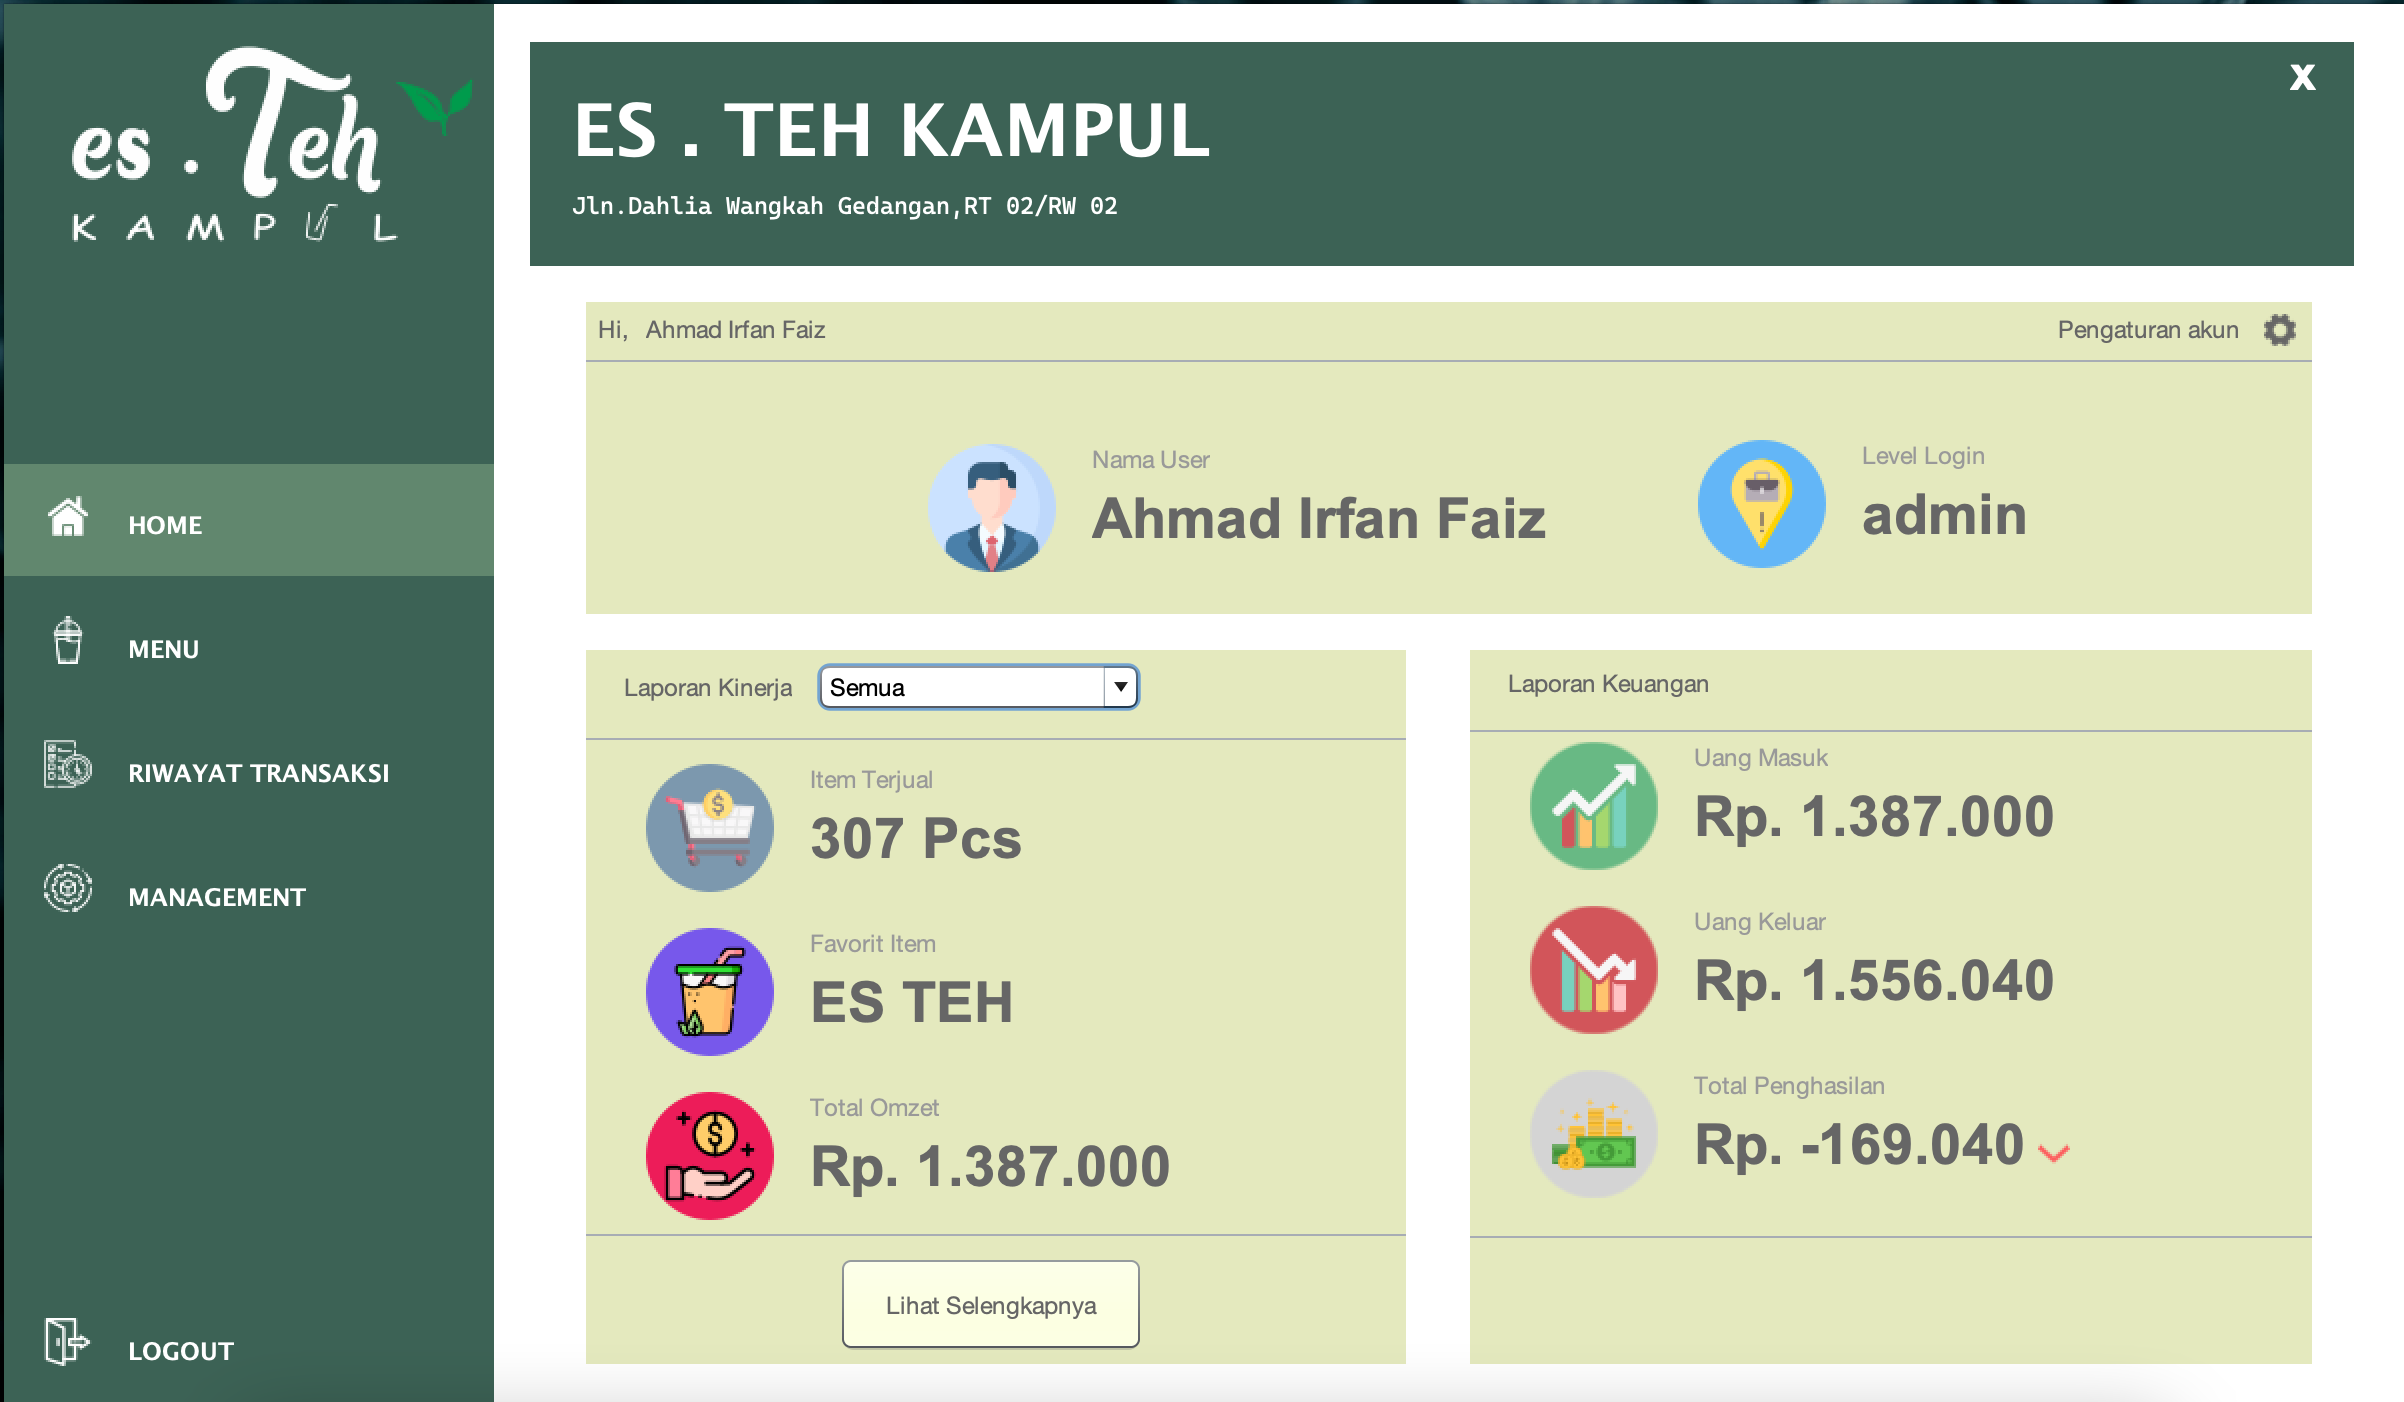 es . Teh
KAMPUL
HOME
MENU
RIWAYAT TRANSAKSI
MANAGEMENT
LOGOUT
X
ES . TEH KAMPUL
Jln.Dahlia Wangkah Gedangan,RT 02/RW 02
Hi, Ahmad Irfan Faiz
Pengaturan akun
Nama User
Ahmad Irfan Faiz
Level Login
admin
Laporan Kinerja
Semua
Item Terjual
307 Pcs
Favorit Item
ES TEH
Total Omzet
Rp. 1.387.000
Lihat Selengkapnya
Laporan Keuangan
Uang Masuk
Rp. 1.387.000
Uang Keluar
Rp. 1.556.040
Total Penghasilan
Rp. -169.040